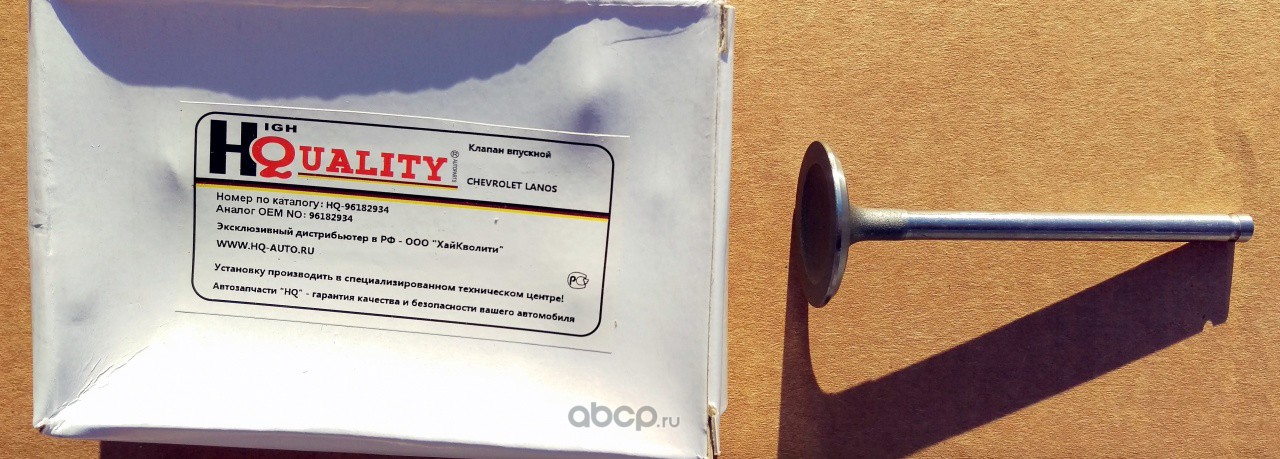 HIGH QUALITY
Клапан впускной
CHEVROLET LANOS
Номер по каталогу: HQ-96182934
Аналог OEM NO: 96182934
Эксклюзивный дистрибьютер в РФ - ООО "ХайКволити"
WWW.HQ-AUTO.RU
Установку производить в специализированном техническом центре!
Автозапчасти "HQ" - гарантия качества и безопасности вашего автомобиля
abcp.ru